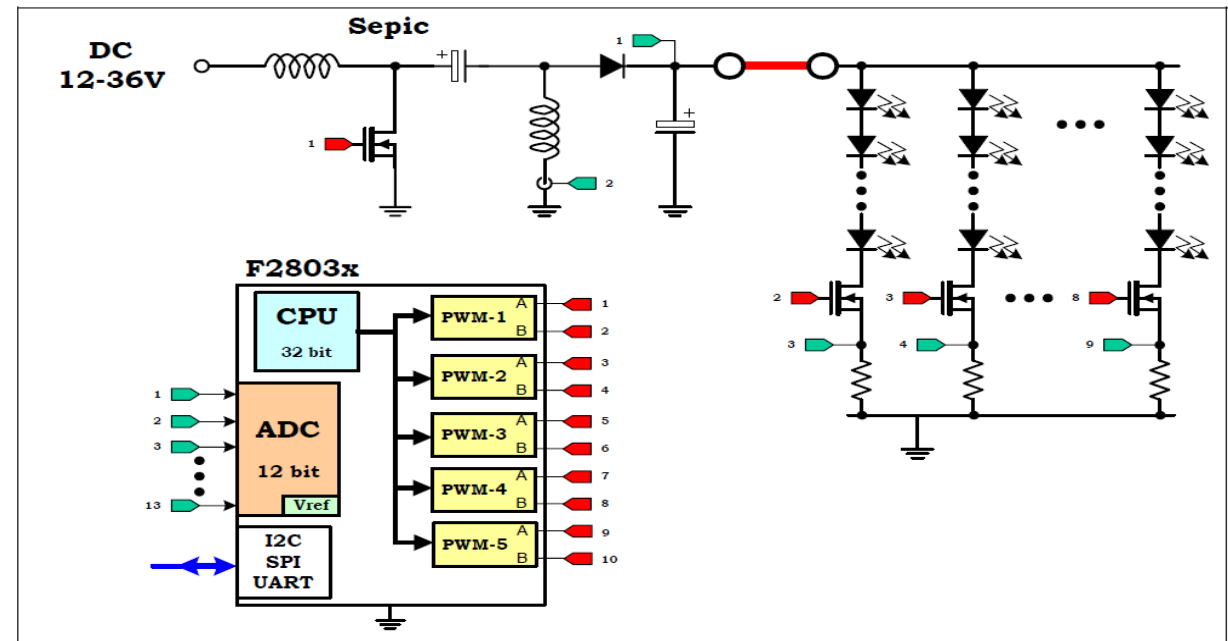 Sepic
DC
12-36V
+
1
+
1
2
F2803x
CPU
32 bit
PWM-1
A
B
1
2
PWM-2
A
B
3
4
PWM-3
A
B
5
6
PWM-4
A
B
7
8
PWM-5
A
B
9
10
1
2
3
13
ADC
12 bit
Vref
I2C
SPI
UART
2
3
8
3
4
9